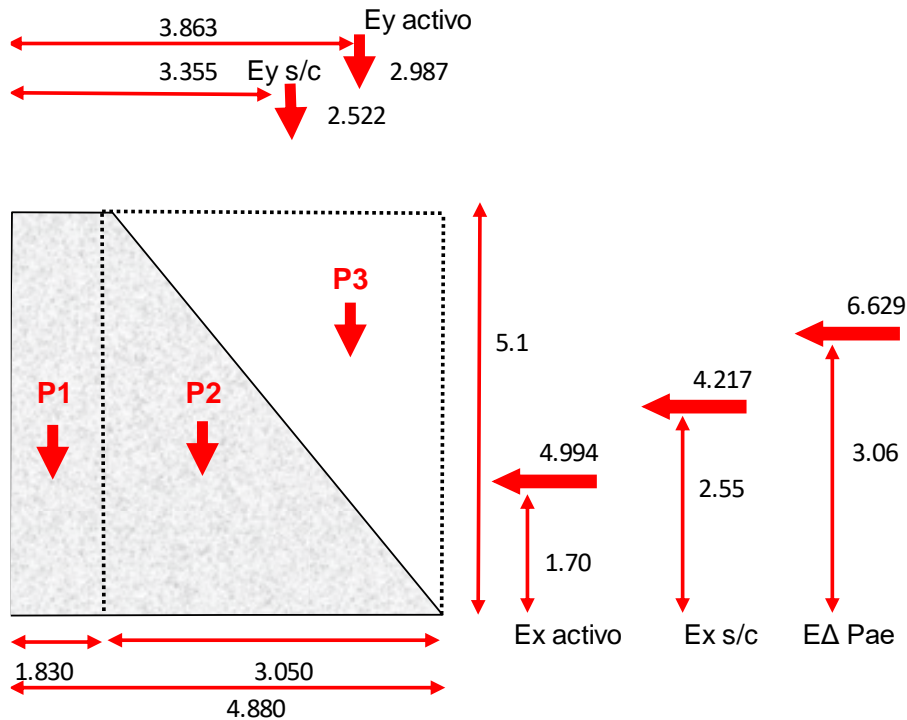 Ey activo
3.863
3.355
Ey s/c
2.987
2.522
P3
6.629
5.1
P1
P2
4.217
4.994
3.06
2.55
1.70
Ex activo
Ex s/c
EΔ Pae
1.830
3.050
4.880